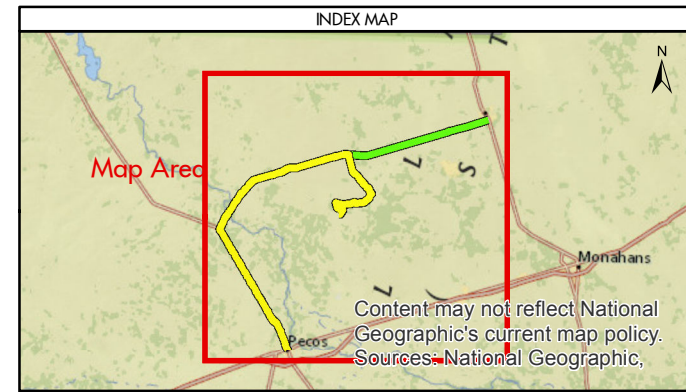 INDEX MAP
N
T
Map Area
L
S
L
Monahans
L
(
Content may not reflect National
Geographic's current map policy.
Sources: National Geographic,
Pecos